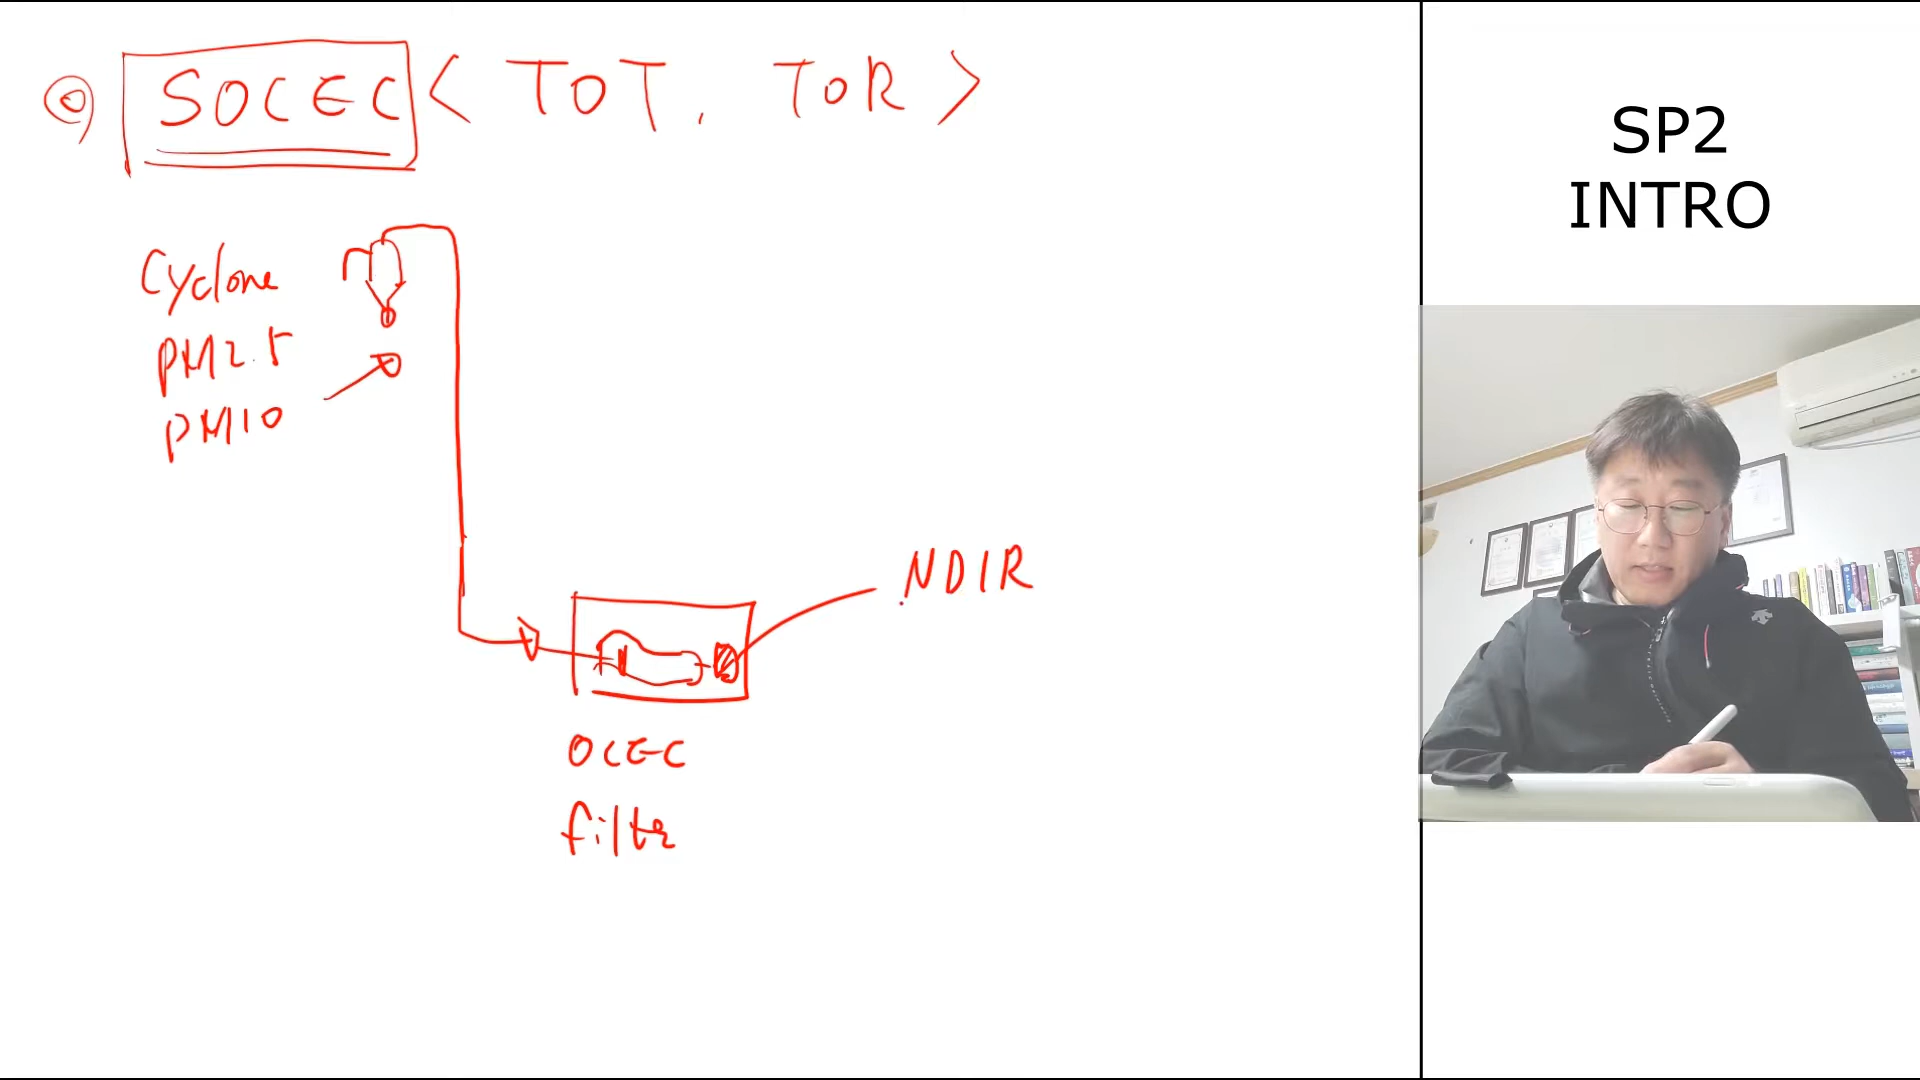 SOCEC < TOT, TOR >
Cyclone
PM2.5
PM10
NDIR
OCEC
filter
SP2
INTRO